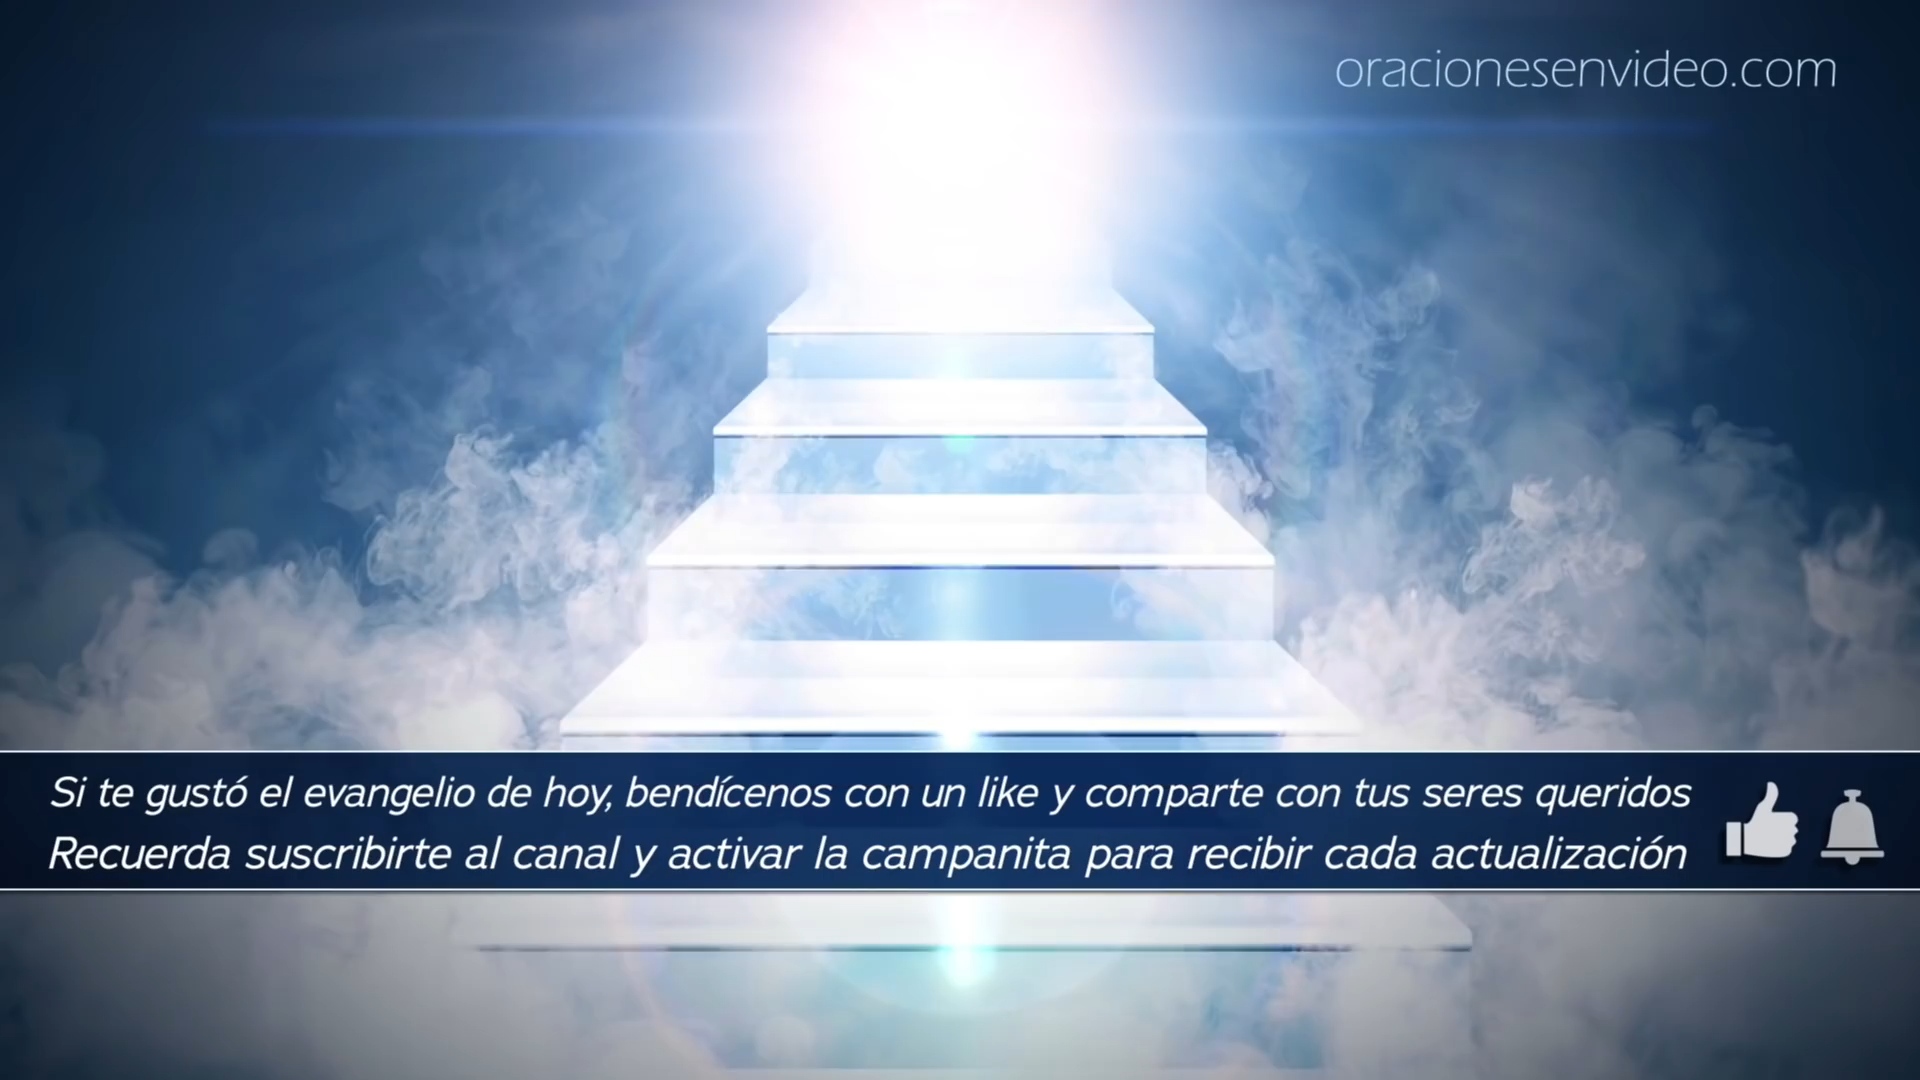 oracionesenvideo.com
Si te gustó el evangelio de hoy, bendícenos con un like y comparte con tus seres queridos
Recuerda suscribirte al canal y activar la campanita para recibir cada actualización